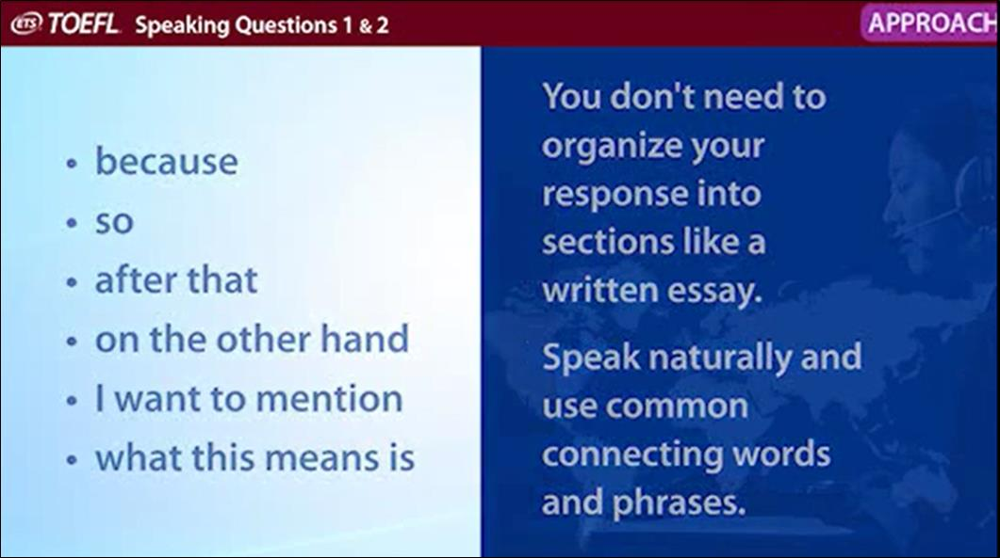 ETS TOEFL Speaking Questions 1 & 2
APPROACH
• because
• so
• after that
• on the other hand
• I want to mention
• what this means is
You don't need to
organize your
response into
sections like a
written essay.
Speak naturally and
use common
connecting words
and phrases.